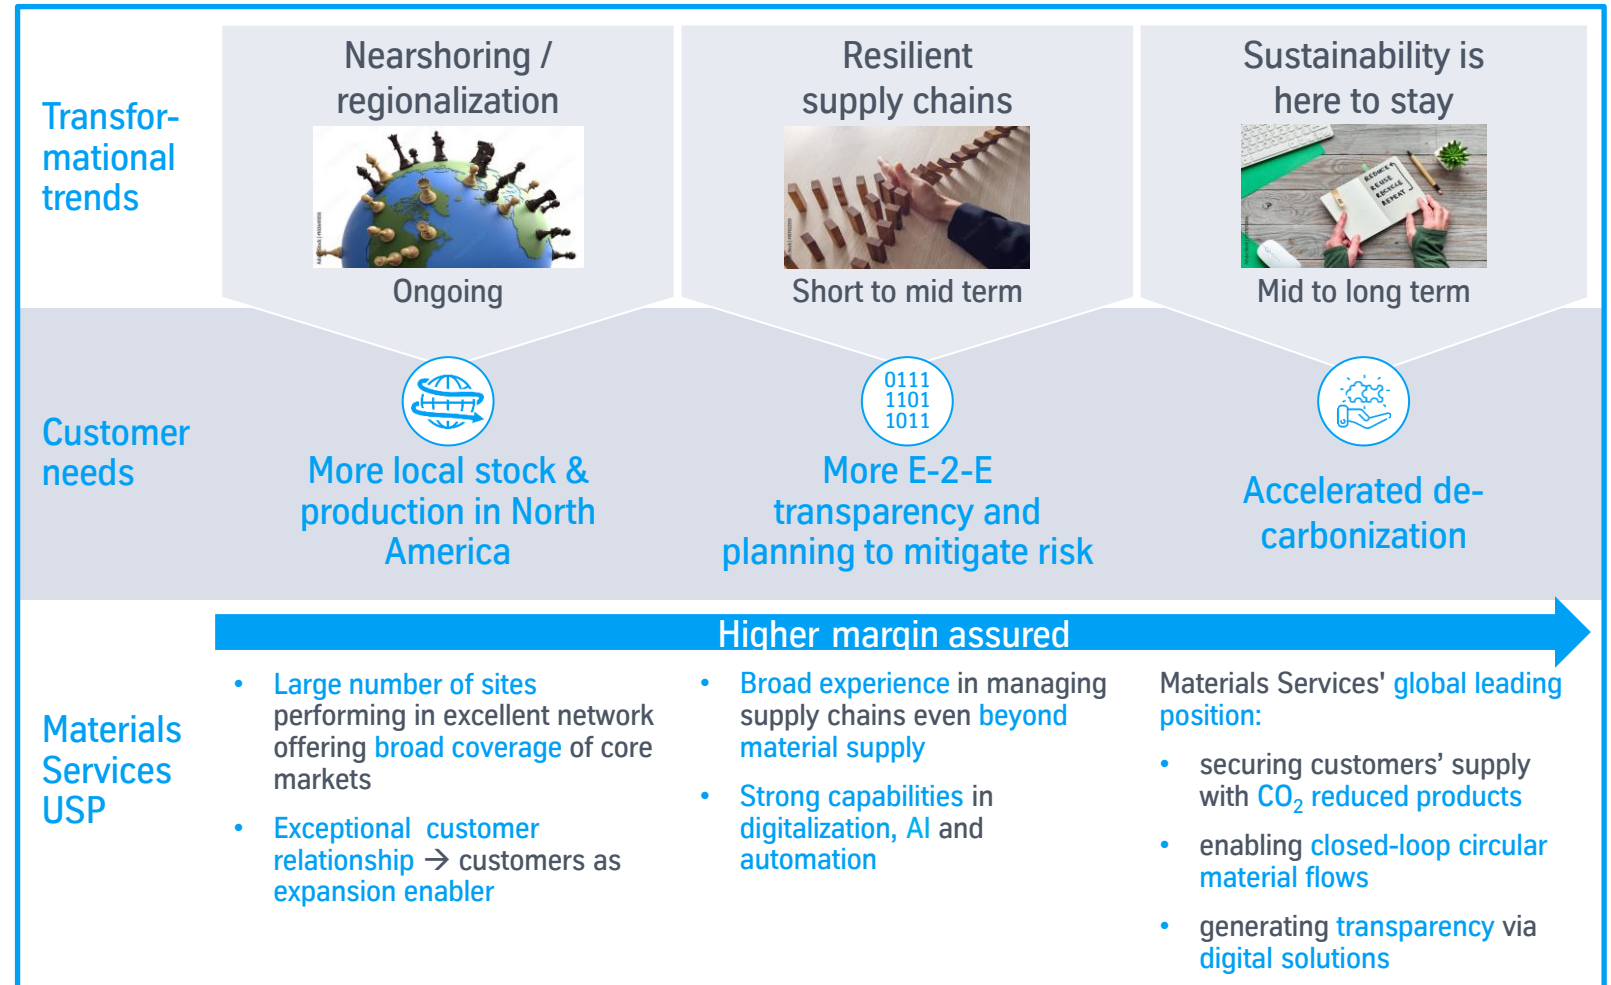 Transfor-
mational
trends
Nearshoring /
regionalization
Ongoing
Resilient
supply chains
Short to mid term
Sustainability is
here to stay
REDUCE
REUSE
RECYCLE
REPEAT
Mid to long term
Customer
needs
More local stock &
production in North
America
0111
1101
1011
More E-2-E
transparency and
planning to mitigate risk
Accelerated de-
carbonization
Higher margin assured
Materials
Services
USP
• Large number of sites
performing in excellent network
offering broad coverage of core
markets
• Exceptional customer
relationship → customers as
expansion enabler
• Broad experience in managing
supply chains even beyond
material supply
• Strong capabilities in
digitalization, AI and
automation
Materials Services' global leading
position:
• securing customers’ supply
with CO₂ reduced products
• enabling closed-loop circular
material flows
• generating transparency via
digital solutions